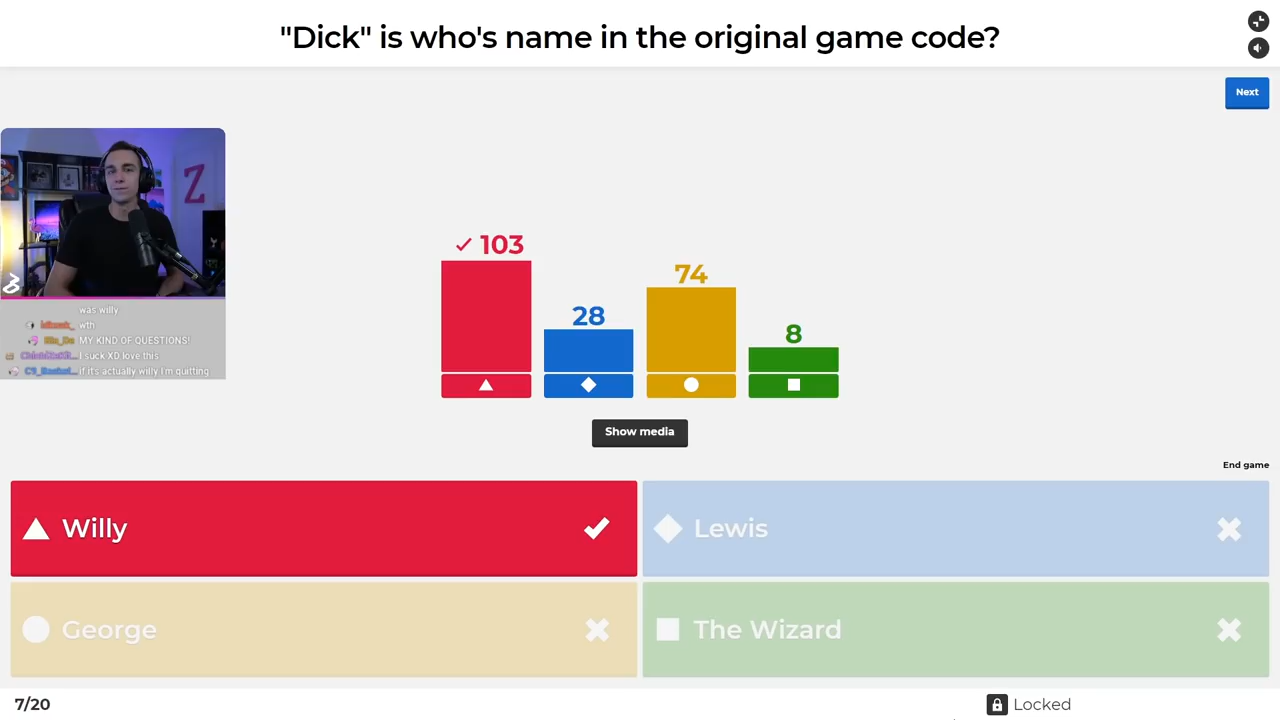 "Dick" is who's name in the original game code?
Next
Z
was willy
wth
MY KIND OF QUESTIONS!
I suck XD love this
if it's actually willy I'm quitting
103
28
74
8
Show media
End game
Willy
Lewis
George
The Wizard
7/20
Locked